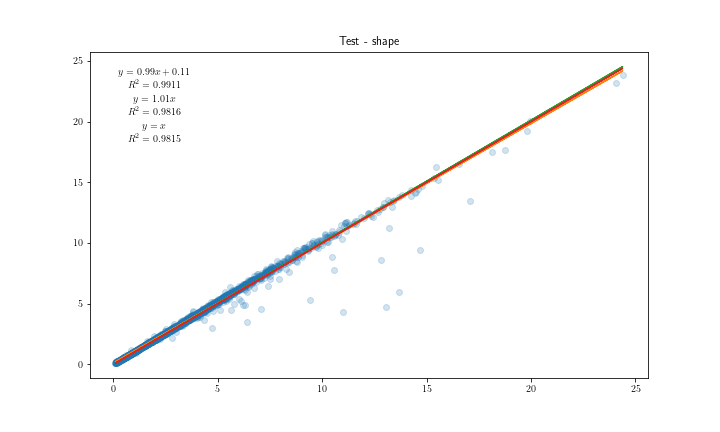 Test - shape
y = 0.99x + 0.11
R² = 0.9911
y = 1.01x
R² = 0.9816
y = x
R² = 0.9815
25
20
15
10
5
0
0 5 10 15 20 25